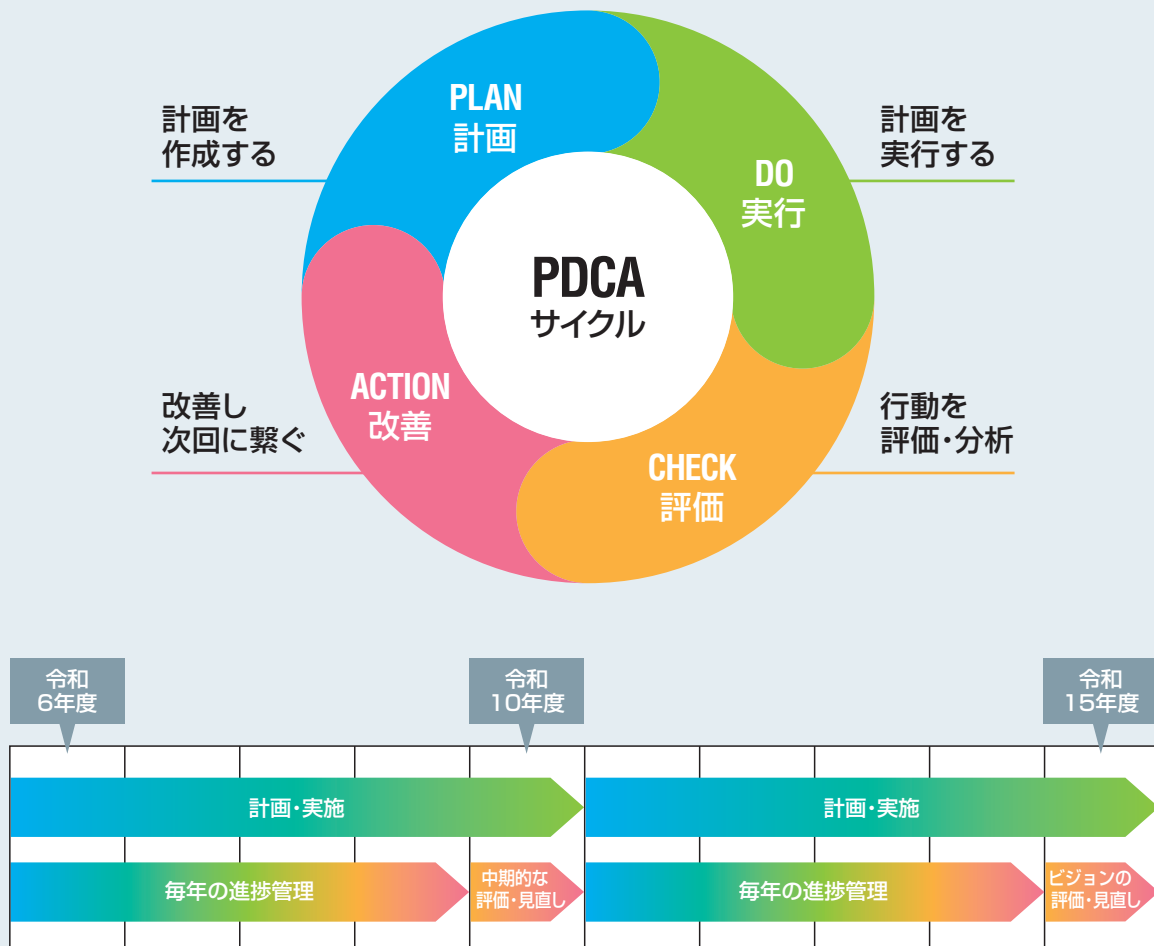 PLAN
計画
DO
実行
CHECK
評価
ACTION
改善
PDCA
サイクル
計画を
作成する
計画を
実行する
行動を
評価・分析
改善し
次回に繋ぐ
令和
6年度
令和
10年度
令和
15年度
計画・実施
計画・実施
毎年の進捗管理
中期的な
評価・見直し
毎年の進捗管理
ビジョンの
評価・見直し